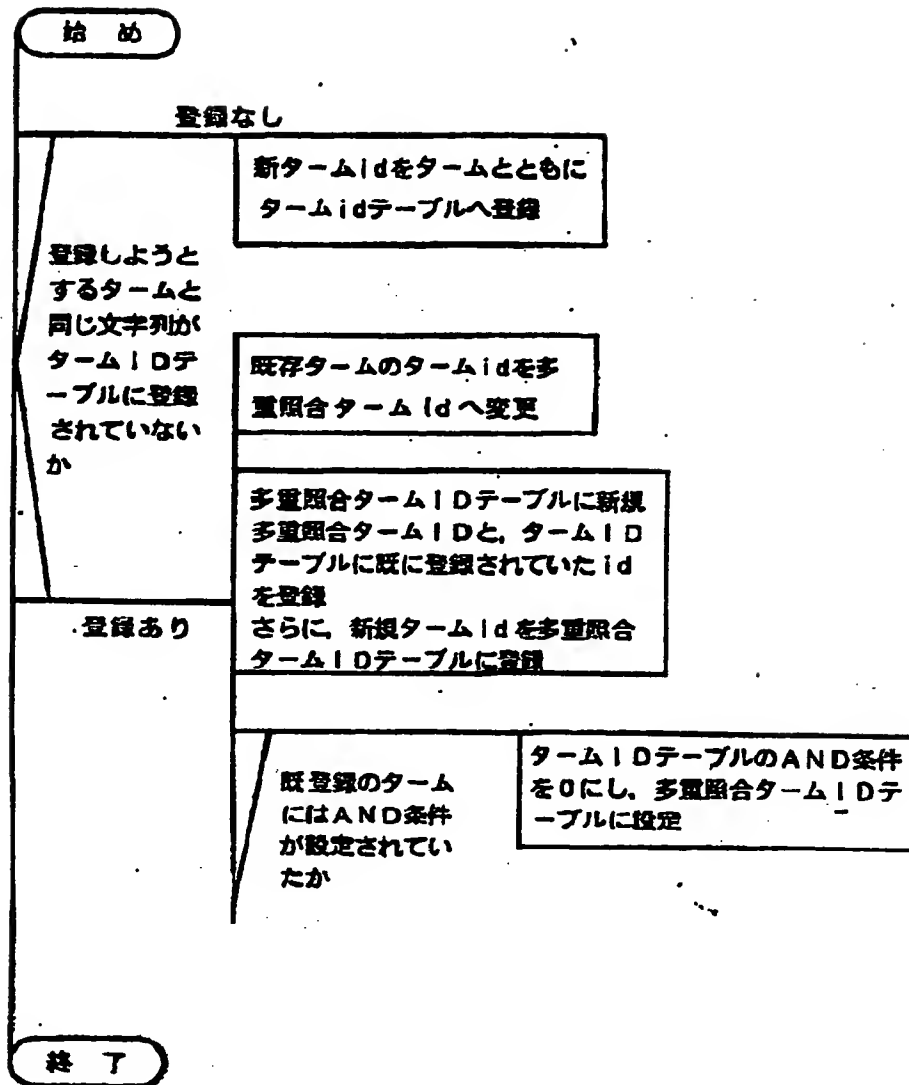 始 め
登録なし
新タームidをタームとともに
タームidテーブルへ登録
登録しようと
するタームと
同じ文字列が
タームIDテ
ーブルに登録
されていない
か
既存タームのタームidを多
重照合タームidへ変更
多重照合タームIDテーブルに新規
多重照合タームIDと，タームID
テーブルに既に登録されていたid
を登録
さらに，新規タームidを多重照合
タームIDテーブルに登録
登録あり
既登録のターム
にはAND条件
が設定されてい
たか
タームIDテーブルのAND条件
を0にし，多重照合タームIDテ
ーブルに設定
終 了